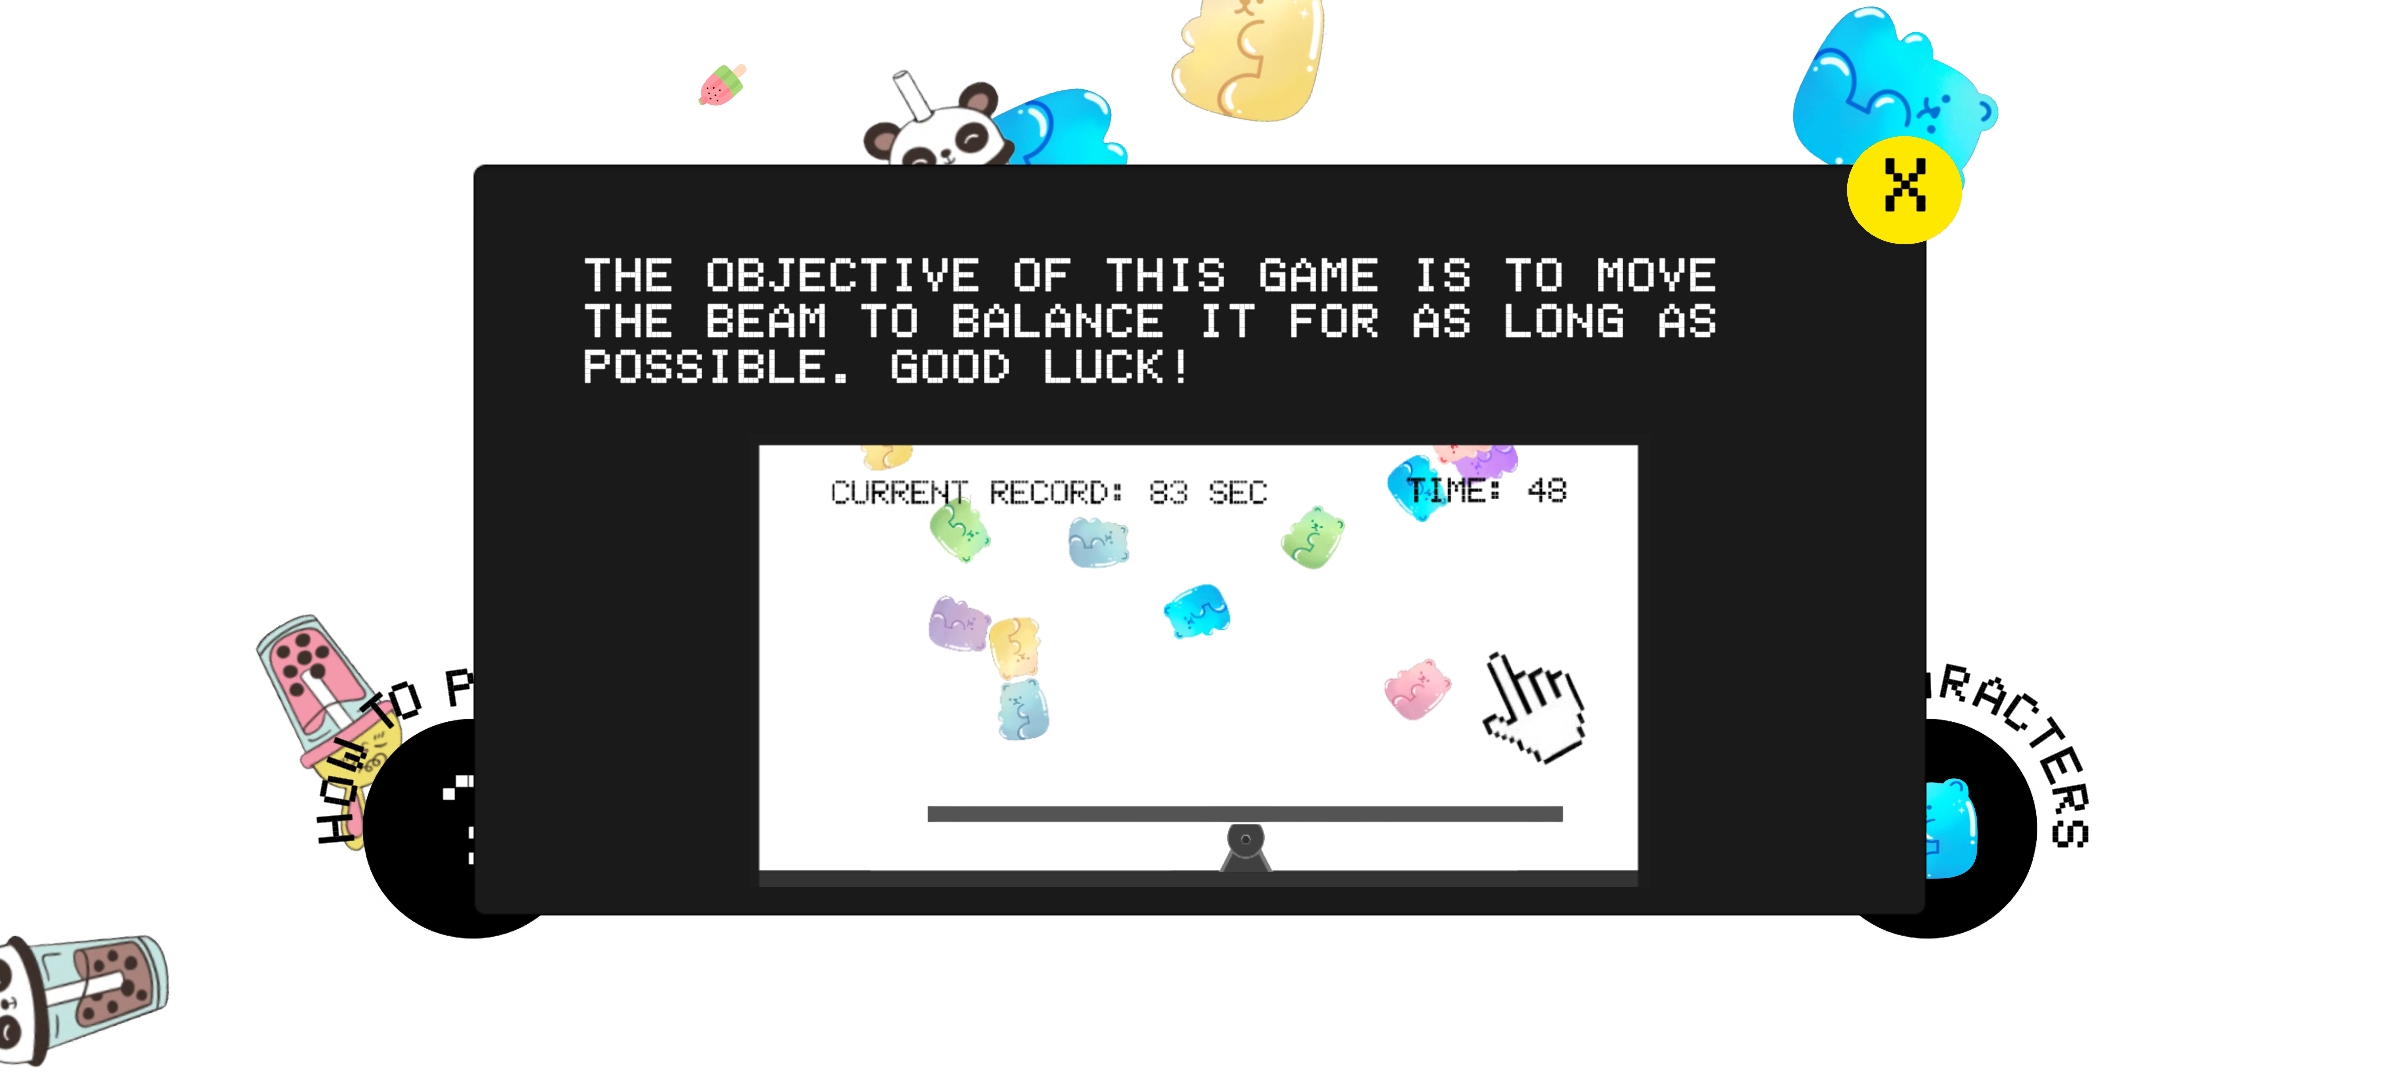 X
THE OBJECTIVE OF THIS GAME IS TO MOVE
THE BEAM TO BALANCE IT FOR AS LONG AS
POSSIBLE. GOOD LUCK!
CURRENT RECORD: 83 SEC
TIME: 48
HOW TO